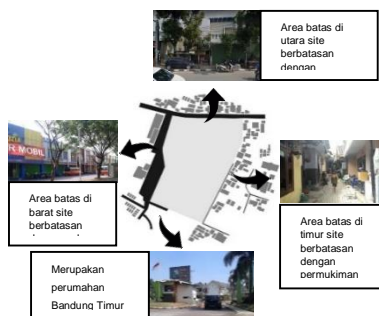 Area batas di
utara site
berbatasan
dengan
R MOBIL
Area batas di
barat site
berbatasan
Area batas di
timur site
berbatasan
dengan
permukiman
Merupakan
perumahan
Bandung Timur